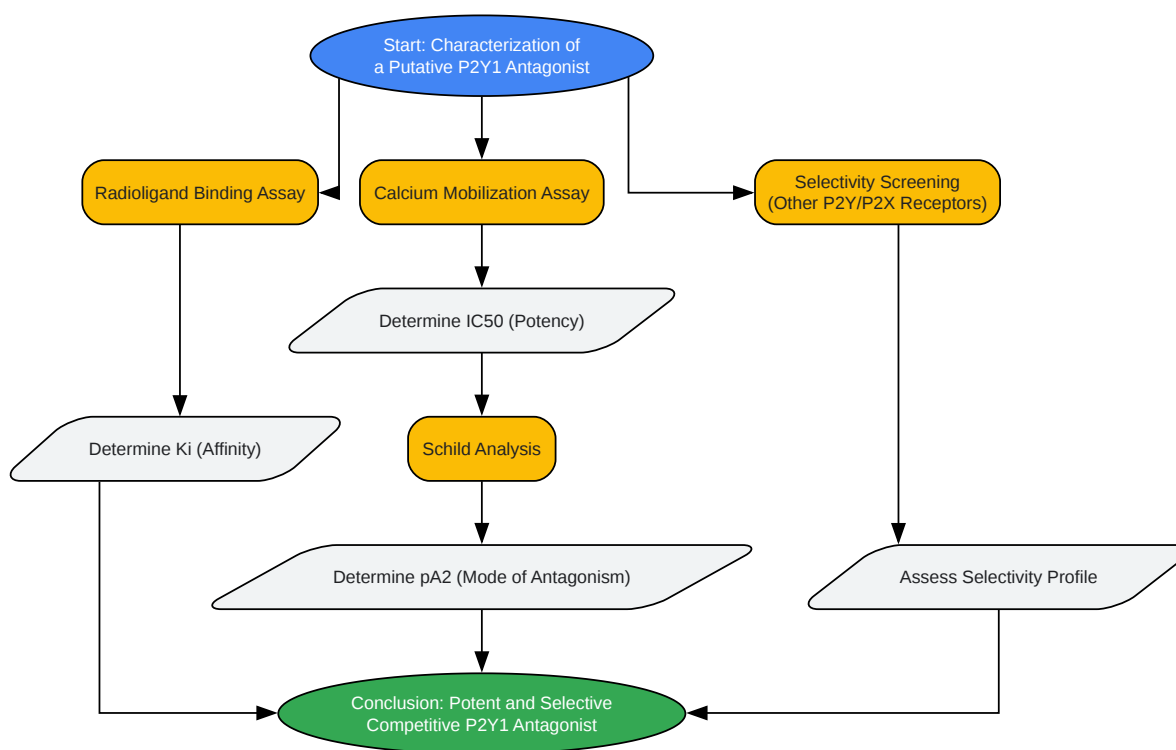 Start: Characterization of
a Putative P2Y1 Antagonist
Radioligand Binding Assay
Calcium Mobilization Assay
Selectivity Screening
(Other P2Y/P2X Receptors)
Determine IC50 (Potency)
Determine Ki (Affinity)
Schild Analysis
Determine pA2 (Mode of Antagonism)
Assess Selectivity Profile
Conclusion: Potent and Selective
Competitive P2Y1 Antagonist